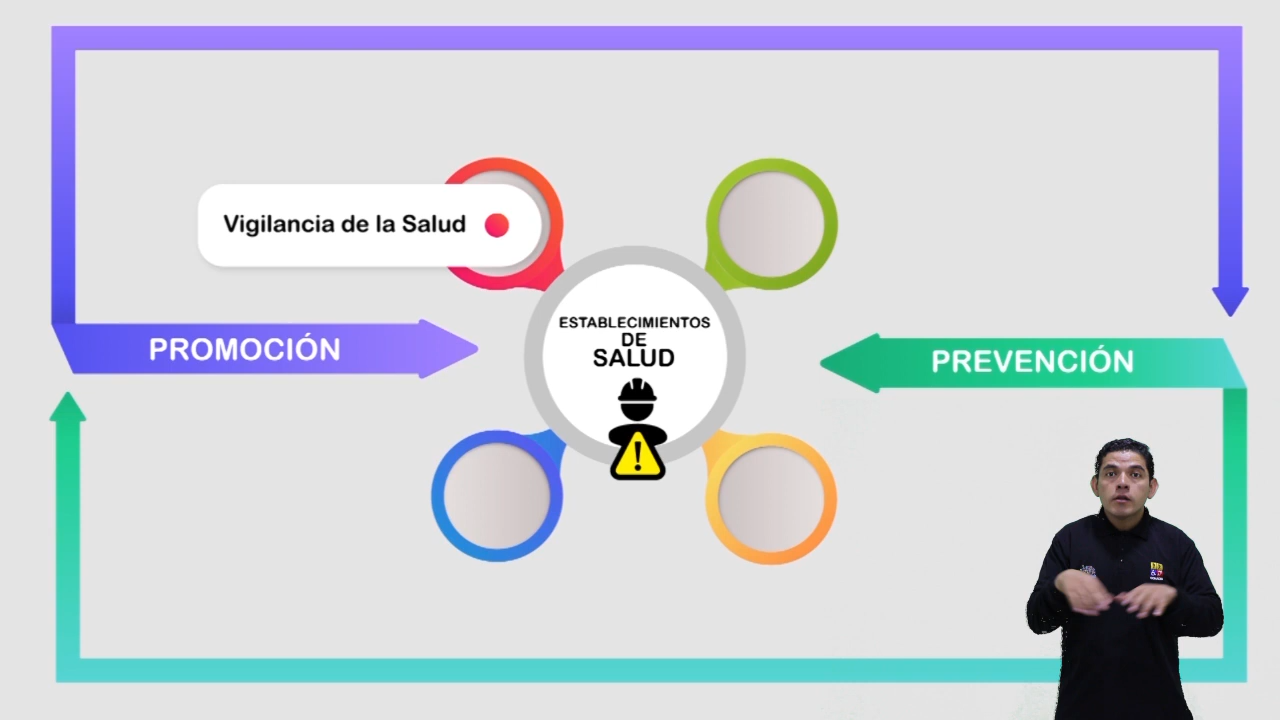 Vigilancia de la Salud
ESTABLECIMIENTOS
DE
SALUD
PROMOCIÓN
PREVENCIÓN